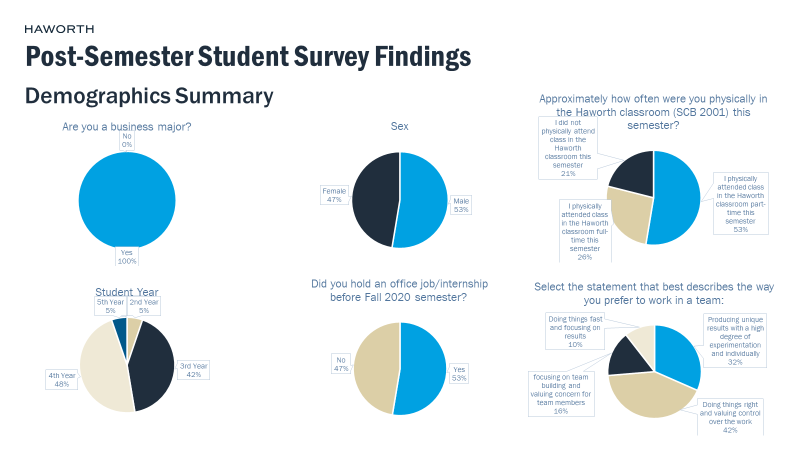 HAWORTH
Post-Semester Student Survey Findings
Demographics Summary
Are you a business major?
No
0%
Yes
100%
Sex
Female
47%
Male
53%
Approximately how often were you physically in
the Haworth classroom (SCB 2001) this
semester?
I did not
physically attend
class in the
Haworth
classroom this
semester
21%
I physically
attended class
in the Haworth
classroom part-
time this
semester
53%
I physically
attended class
in the Haworth
classroom full-
time this
semester
26%
Student Year
5th Year
5%
2nd Year
5%
4th Year
48%
3rd Year
42%
Did you hold an office job/internship
before Fall 2020 semester?
No
47%
Yes
53%
Select the statement that best describes the way
you prefer to work in a team:
Doing things fast
and focusing on
results
10%
Producing unique
results with a high
degree of
experimentation
and individually
32%
focusing on team
building and
valuing concern for
team members
16%
Doing things right
and valuing control
over the work
42%